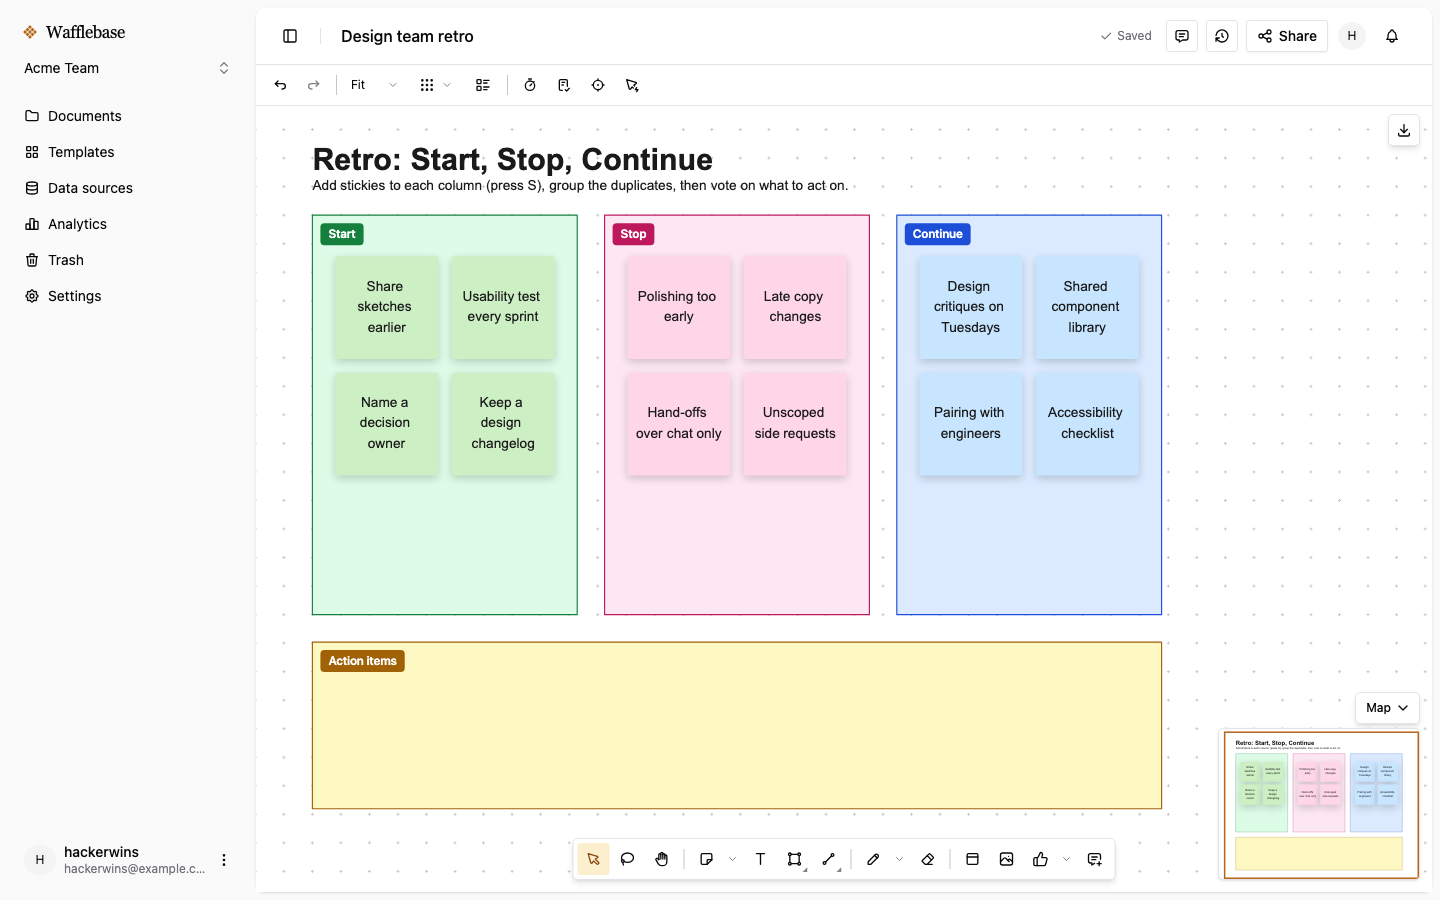 Wafflebase
Acme Team
Documents
Templates
Data sources
Analytics
Trash
Settings
H
hackerwins
hackerwins@example.c...
Design team retro
Saved
Share
H
Fit
Retro: Start, Stop, Continue
Add stickies to each column (press S), group the duplicates, then vote on what to act on.
Start
Share
sketches
earlier
Usability test
every sprint
Name a
decision
owner
Keep a
design
changelog
Stop
Polishing too
early
Late copy
changes
Hand-offs
over chat only
Unscoped
side requests
Continue
Design
critiques on
Tuesdays
Shared
component
library
Pairing with
engineers
Accessibility
checklist
Action items
Map
Retro: Start, Stop, Continue
T